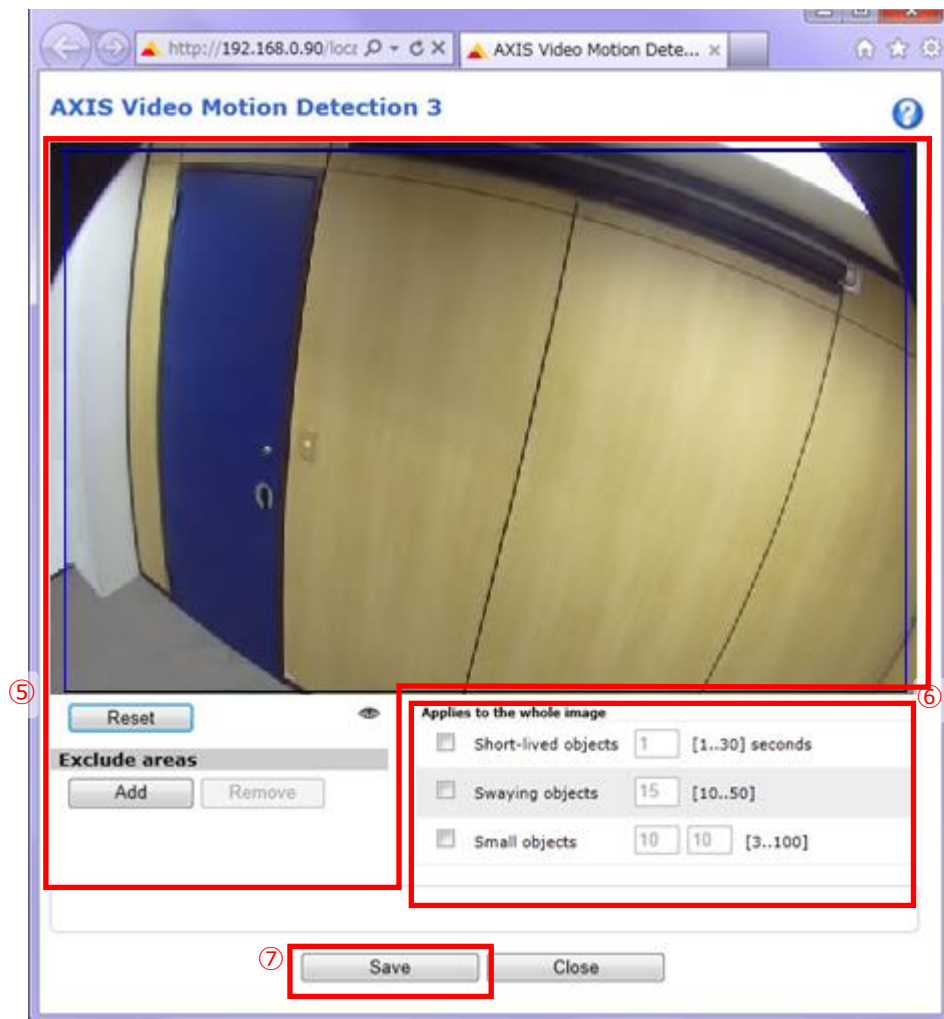 http://192.168.0.90/loca
AXIS Video Motion Dete...
AXIS Video Motion Detection 3
⑤
⑥
Reset
Applies to the whole image
Short-lived objects 1 [1..30] seconds
Exclude areas
Add Remove
Swaying objects 15 [10..50]
Small objects 10 10 [3..100]
⑦
Save Close